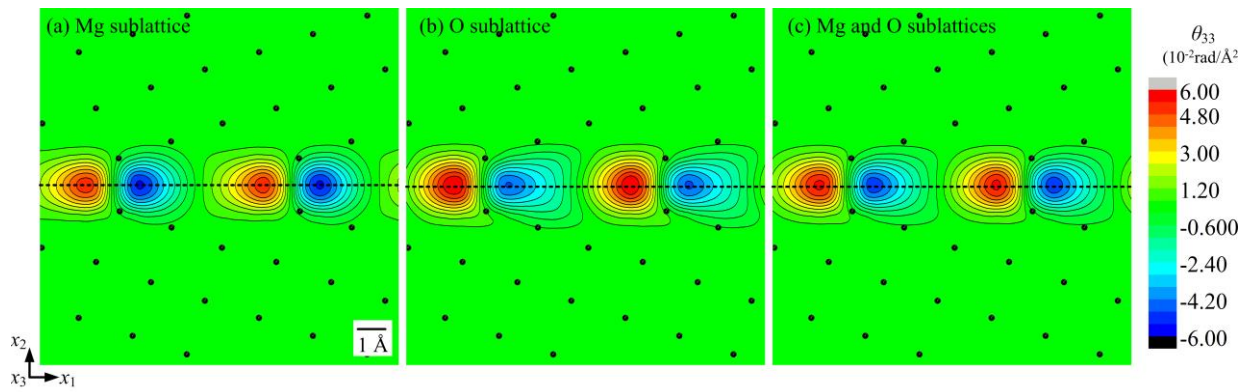 (a) Mg sublattice
(b) O sublattice
(c) Mg and O sublattices
θ33
(10-2rad/Å2
6.00
4.80
3.00
1.20
-0.600
-2.40
-4.20
-6.00
1 Å
x2
x3
x1